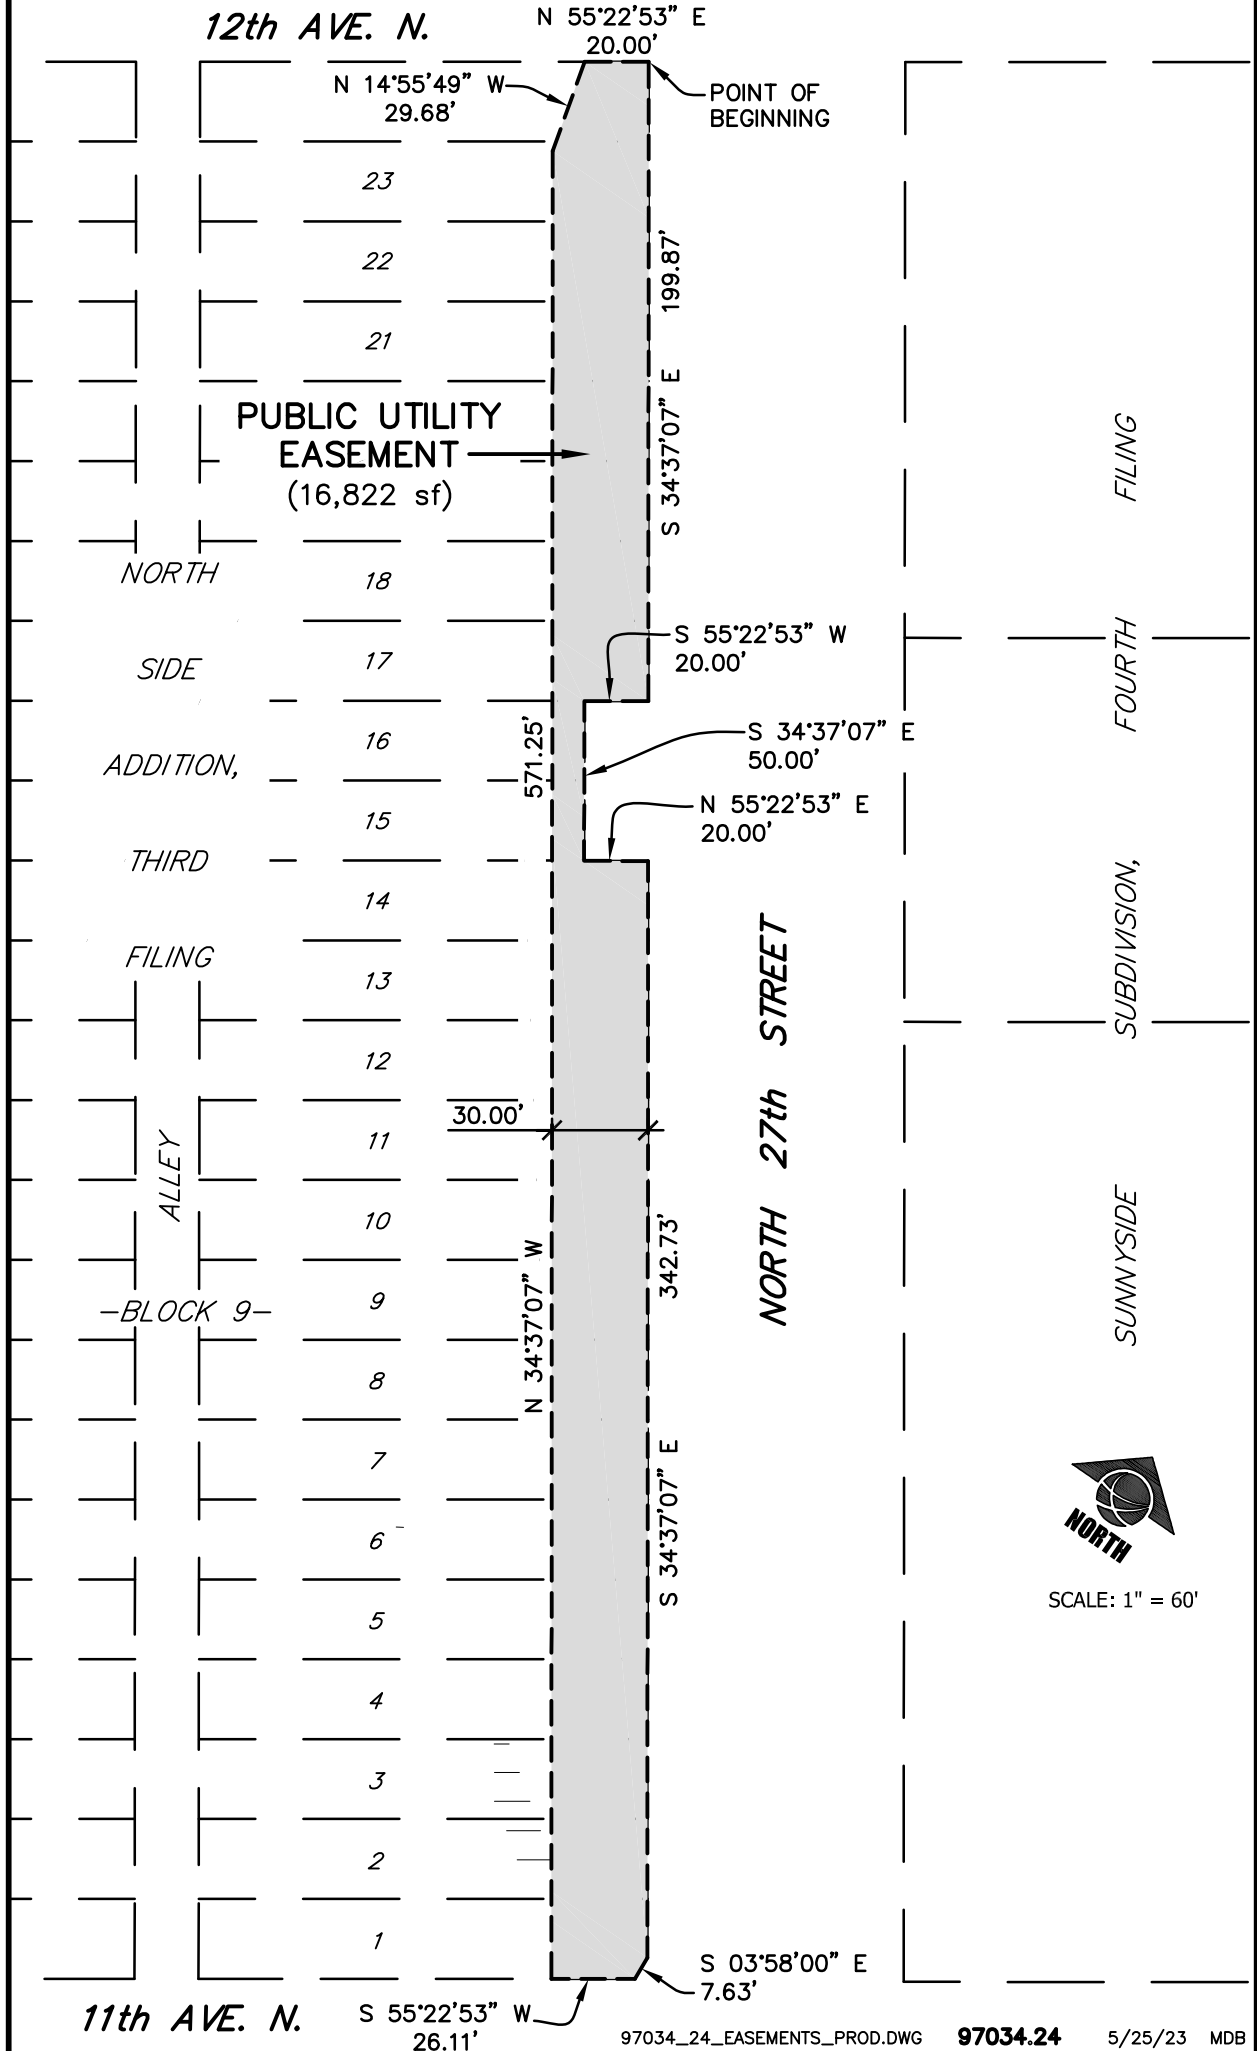 12th AVE. N.
N 55°22'53" E
20.00'
N 14°55'49" W
29.68'
POINT OF
BEGINNING
23
22
199.87'
21
S 34°37'07" E
PUBLIC UTILITY
EASEMENT
(16,822 sf)
FILING
NORTH
18
S 55°22'53" W
20.00'
FOURTH
SIDE
17
571.25'
S 34°37'07" E
50.00'
16
ADDITION,
N 55°22'53" E
20.00'
15
THIRD
14
SUBDIVISION,
FILING
13
NORTH 27th STREET
12
30.00'
11
ALLEY
10
N 34°37'07" W
342.73'
SUNNYSIDE
-BLOCK 9-
9
8
7
S 34°37'07" E
NORTH
6
SCALE: 1" = 60'
5
4
3
2
1
S 03°58'00" E
7.63'
11th AVE. N.
S 55°22'53" W
26.11'
97034_24_EASEMENTS_PROD.DWG 97034.24 5/25/23 MDB